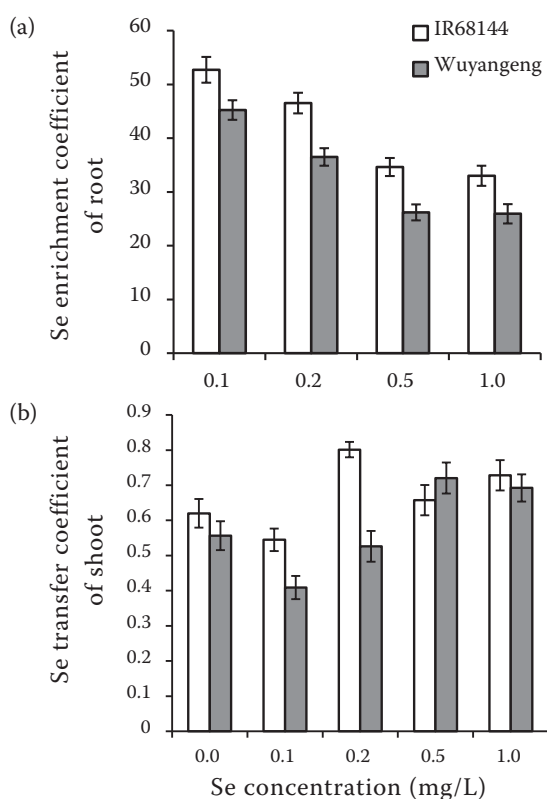 (a)
60
50
40
30
20
10
0
Se enrichment coefficient
of root
IR68144
Wuyangeng
0.1 0.2 0.5 1.0
(b)
0.9
0.8
0.7
0.6
0.5
0.4
0.3
0.2
0.1
0
Se transfer coefficient
of shoot
0.0 0.1 0.2 0.5 1.0
Se concentration (mg/L)